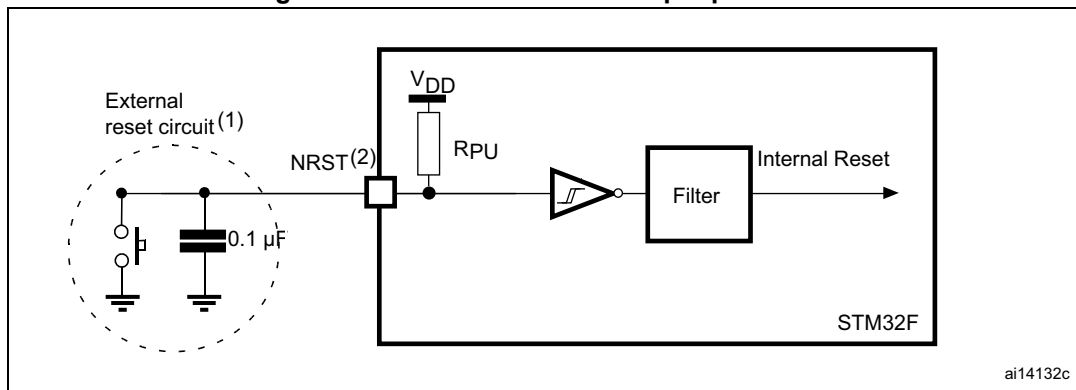 External
reset circuit(1)
NRST(2)
VDD
RPU
0.1 µF
Filter
Internal Reset
STM32F
ai14132c